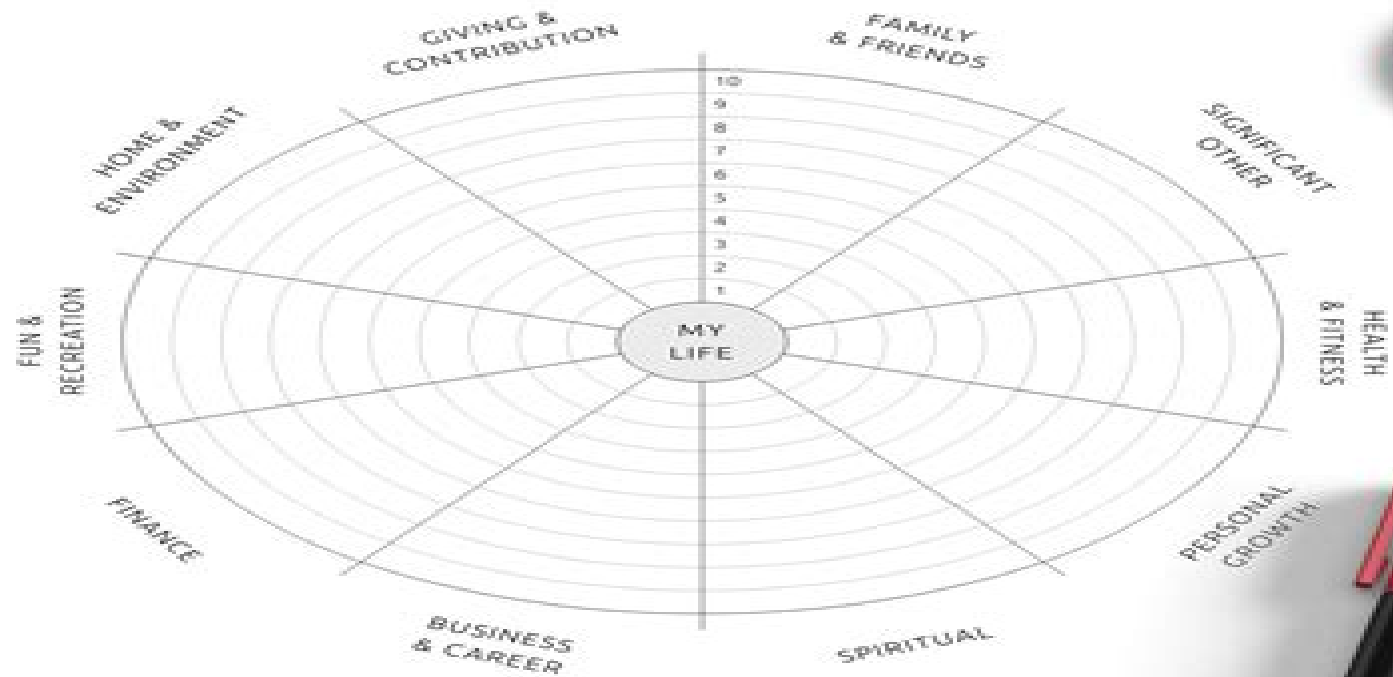 GIVING &
CONTRIBUTION
FAMILY
& FRIENDS
HOME &
ENVIRONMENT
SIGNIFICANT
OTHER
10
9
8
7
6
5
4
3
2
1
MY
LIFE
FUN &
RECREATION
HEALTH
& FITNESS
FINANCE
PERSONAL
GROWTH
BUSINESS
& CAREER
SPIRITUAL